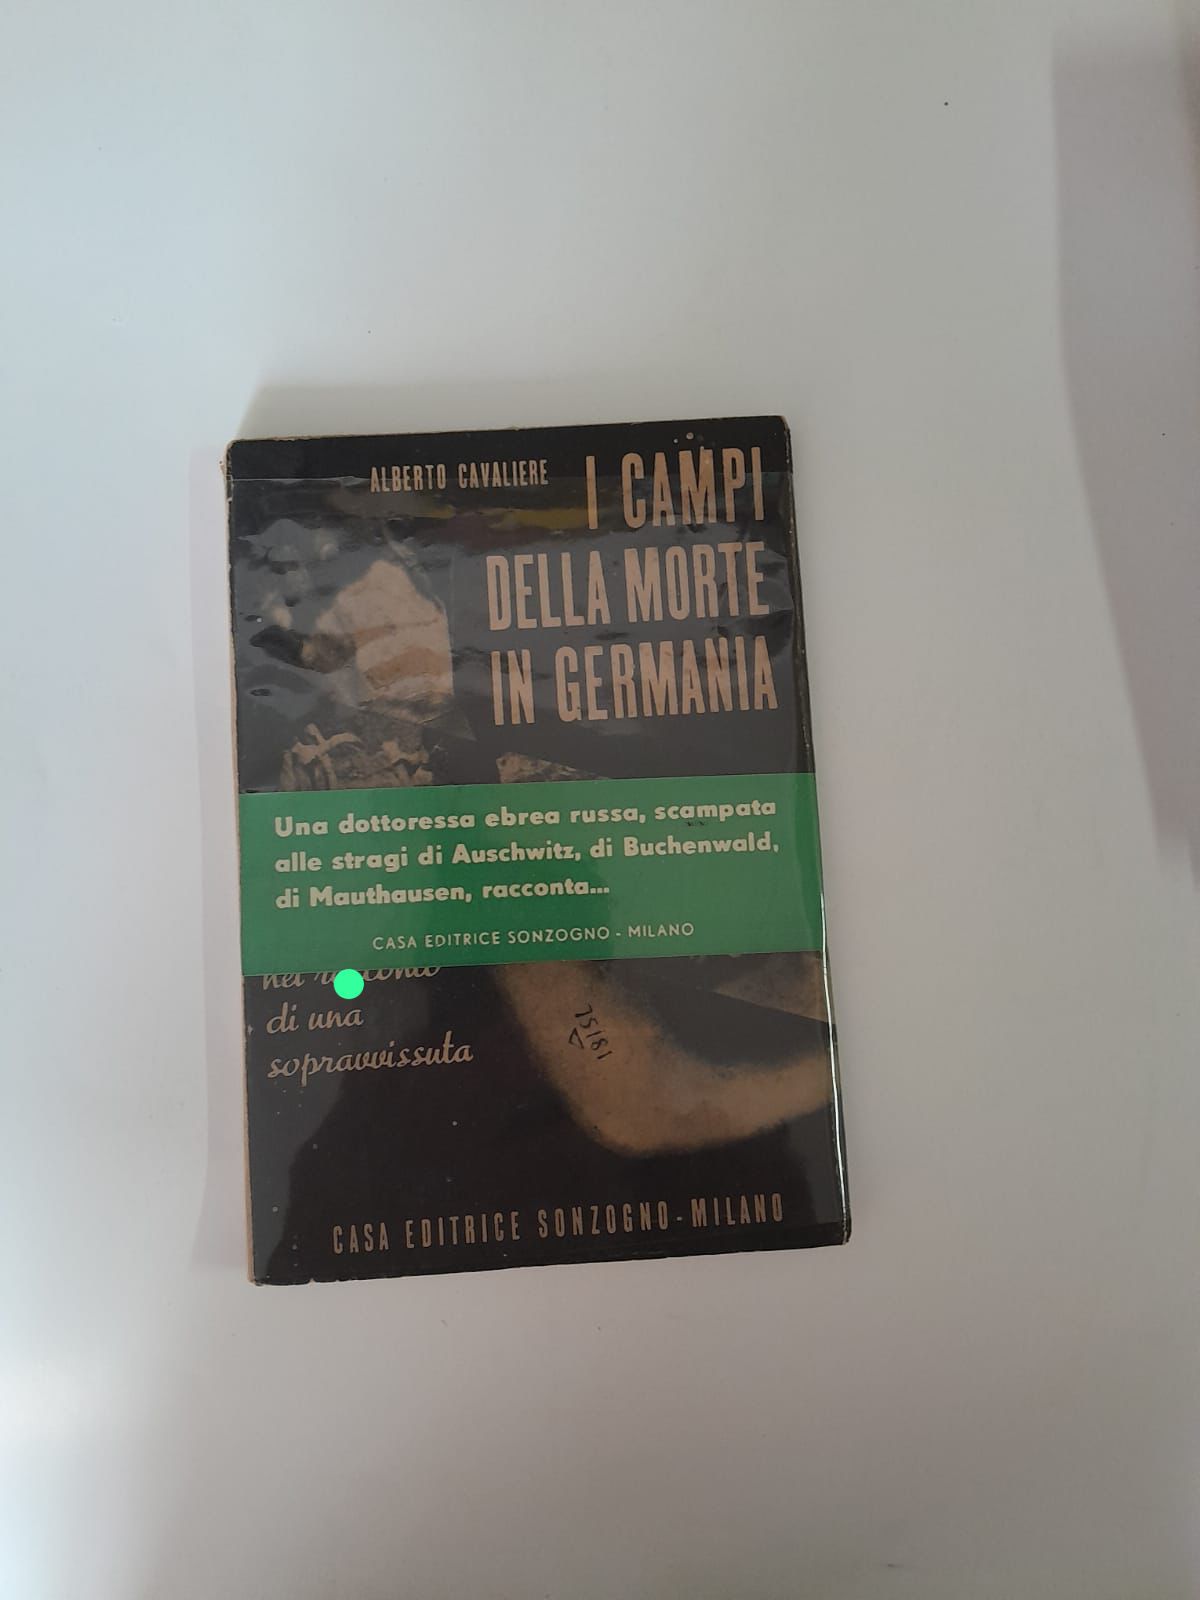 ALBERTO CAVALIERE
I CAMPI
DELLA MORTE
IN GERMANIA
Una dottoressa ebrea russa, scampata
alle stragi di Auschwitz, di Buchenwald,
di Mauthausen, racconta...
CASA EDITRICE SONZOGNO - MILANO
nel
di una
sopravvissuta
CASA EDITRICE SONZOGNO - MILANO